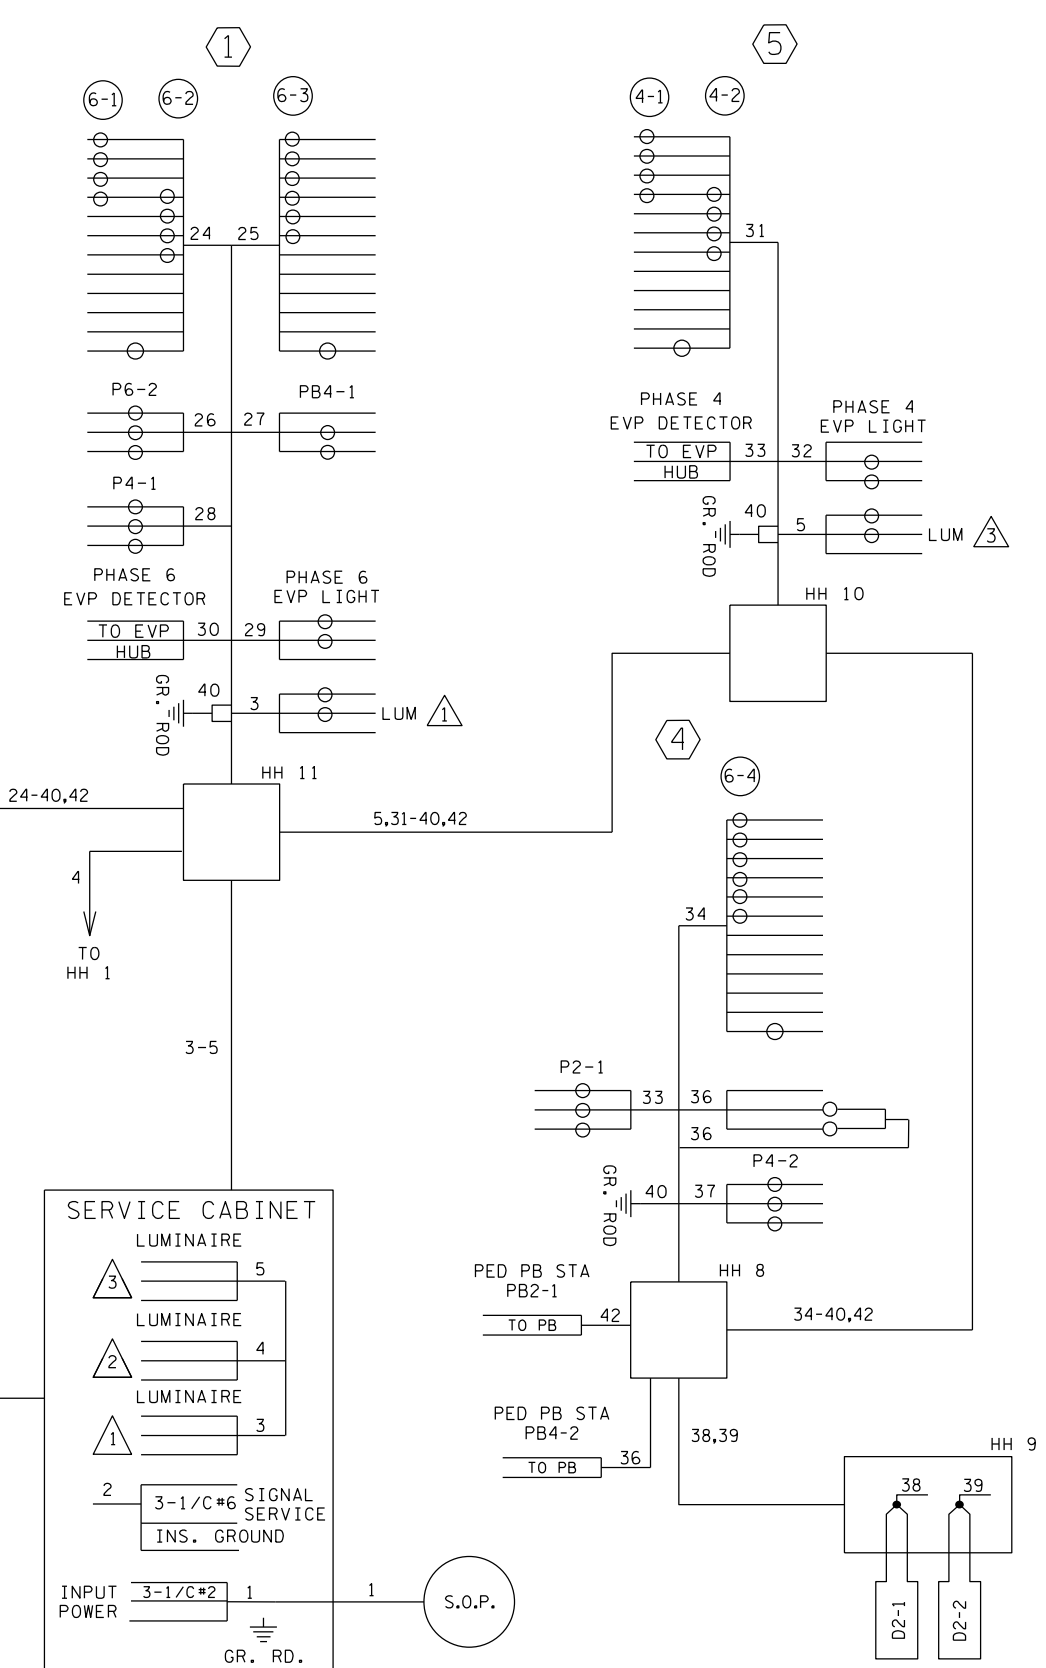 1
6-1
6-2
6-3
24
25
P6-2
PB4-1
26
27
P4-1
28
PHASE 6
EVP DETECTOR
PHASE 6
EVP LIGHT
TO EVP
HUB
30
29
GR. ROD
40
3
LUM
1
HH 11
24-40,42
5,31-40,42
4
TO
HH 1
3-5
5
4-1
4-2
31
PHASE 4
EVP DETECTOR
PHASE 4
EVP LIGHT
TO EVP
HUB
33
32
GR. ROD
40
5
LUM
3
HH 10
4
6-4
34
P2-1
33
36
36
P4-2
GR. ROD
40
37
PED PB STA
PB2-1
HH 8
TO PB
42
34-40,42
PED PB STA
PB4-2
TO PB
36
38,39
HH 9
38
39
D2-1
D2-2
SERVICE CABINET
LUMINAIRE
3
5
LUMINAIRE
2
4
LUMINAIRE
1
3
2
3-1/C#6
SIGNAL
SERVICE
INS. GROUND
INPUT
POWER
3-1/C#2
1
1
S.O.P.
GR. RD.